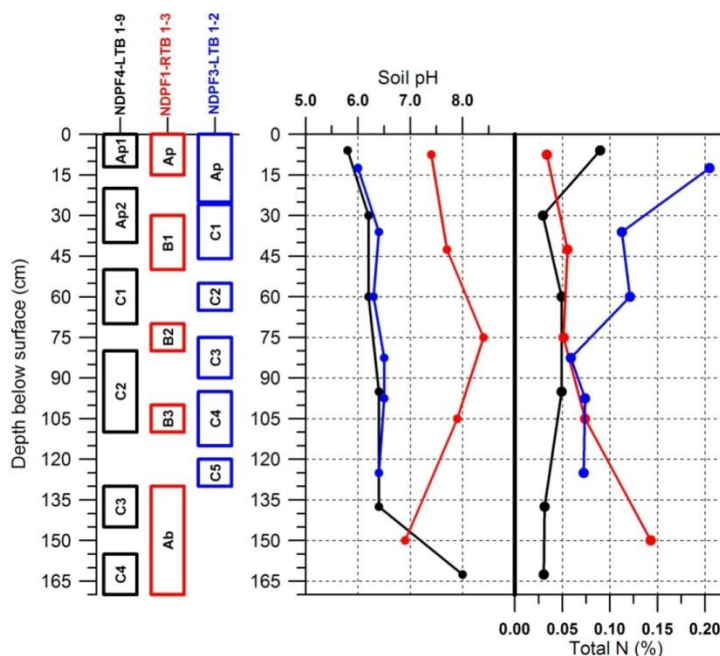 NDPF4-LTB 1-9
NDPF1-RTB 1-3
NDPF3-LTB 1-2
Soil pH
5.0 6.0 7.0 8.0
Depth below surface (cm)
0
15
30
45
60
75
90
105
120
135
150
165
Ap1
Ap2
C1
C2
C3
C4
Ap
B1
B2
B3
Ab
Ap
C1
C2
C3
C4
C5
0
15
30
45
60
75
90
105
120
135
150
165
0.00 0.05 0.10 0.15 0.20
Total N (%)